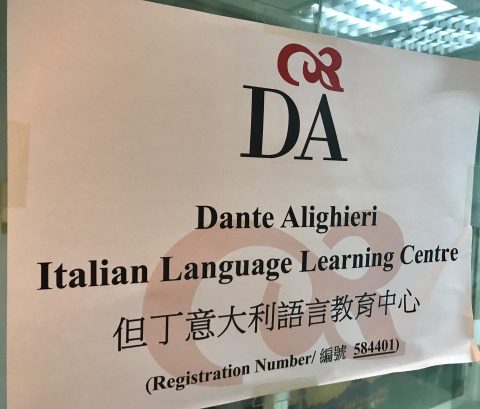 DA
Dante Alighieri
Italian Language Learning Centre
但丁意大利語言教育中心
(Registration Number/ 編號 584401)